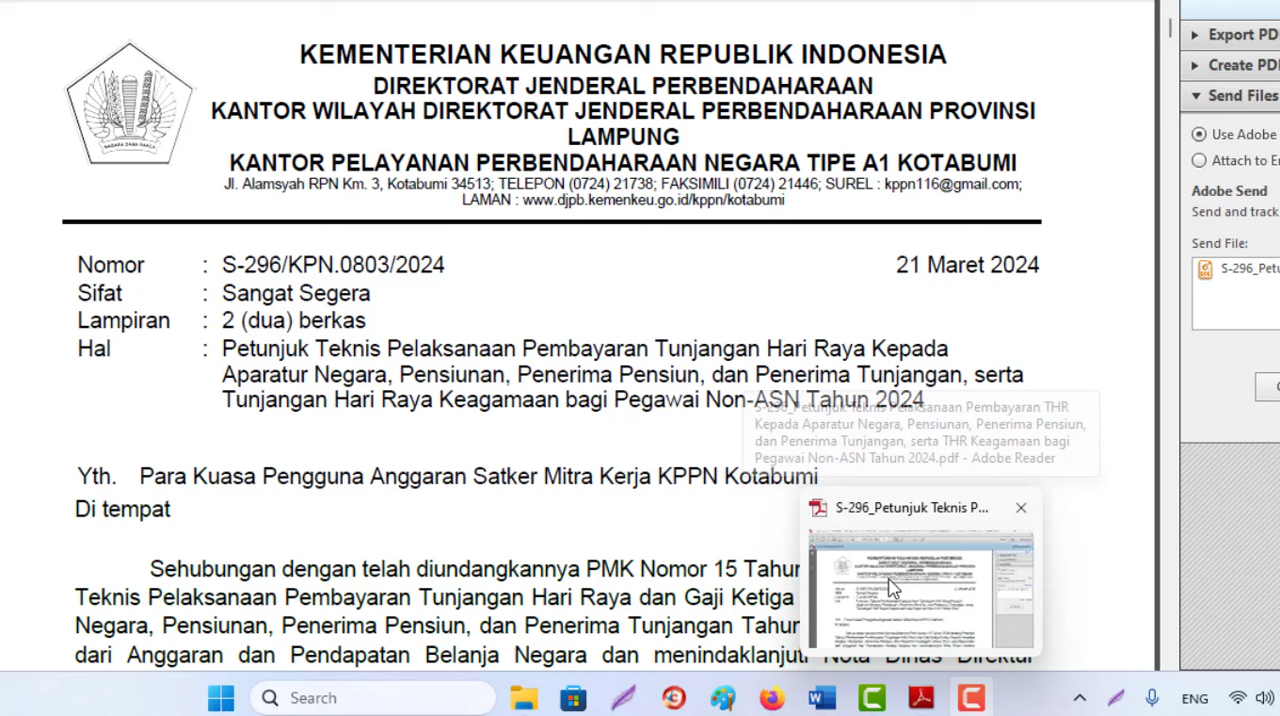 KEMENTERIAN KEUANGAN REPUBLIK INDONESIA
DIREKTORAT JENDERAL PERBENDAHARAAN
KANTOR WILAYAH DIREKTORAT JENDERAL PERBENDAHARAAN PROVINSI
LAMPUNG
KANTOR PELAYANAN PERBENDAHARAAN NEGARA TIPE A1 KOTABUMI
Jl. Alamsyah RPN Km. 3, Kotabumi 34513; TELEPON (0724) 21738; FAKSIMILI (0724) 21446; SUREL : kppn116@gmail.com;
LAMAN : www.djpb.kemenkeu.go.id/kppn/kotabumi
Nomor : S-296/KPN.0803/2024 21 Maret 2024
Sifat : Sangat Segera
Lampiran : 2 (dua) berkas
Hal : Petunjuk Teknis Pelaksanaan Pembayaran Tunjangan Hari Raya Kepada
Aparatur Negara, Pensiunan, Penerima Pensiun, dan Penerima Tunjangan, serta
Tunjangan Hari Raya Keagamaan bagi Pegawai Non-ASN Tahun 2024
S-296_Petunjuk Teknis Pelaksanaan Pembayaran THR
Kepada Aparatur Negara, Pensiunan, Penerima Pensiun,
dan Penerima Tunjangan, serta THR Keagamaan bagi
Pegawai Non-ASN Tahun 2024.pdf - Adobe Reader
Yth. Para Kuasa Pengguna Anggaran Satker Mitra Kerja KPPN Kotabumi
Di tempat
S-296_Petunjuk Teknis P...
Sehubungan dengan telah diundangkannya PMK Nomor 15 Tahun
Teknis Pelaksanaan Pembayaran Tunjangan Hari Raya dan Gaji Ketiga
Negara, Pensiunan, Penerima Pensiun, dan Penerima Tunjangan Tahun
dari Anggaran dan Pendapatan Belanja Negara dan menindaklanjuti Nota Dinas Direktur
Export PD
Create PD
Send Files
Use Adobe
Attach to E
Adobe Send
Send and track
Send File:
S-296_Petu
Search
ENG